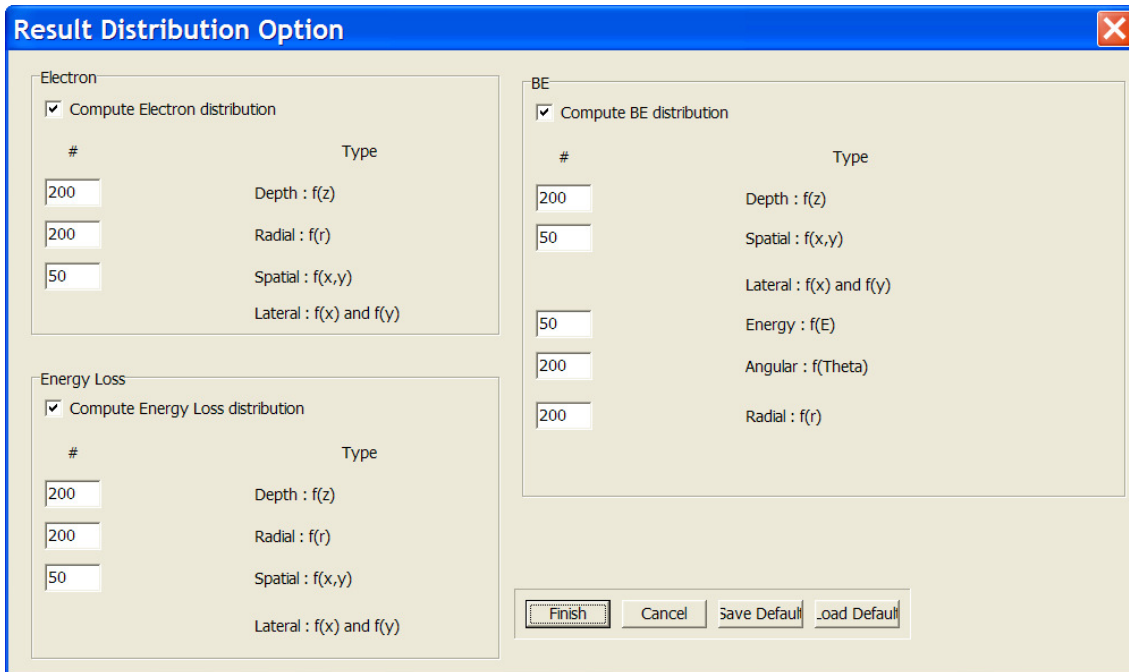 Result Distribution Option
Electron
Compute Electron distribution
# Type
200 Depth : f(z)
200 Radial : f(r)
50 Spatial : f(x,y)
Lateral : f(x) and f(y)
Energy Loss
Compute Energy Loss distribution
# Type
200 Depth : f(z)
200 Radial : f(r)
50 Spatial : f(x,y)
Lateral : f(x) and f(y)
BE
Compute BE distribution
# Type
200 Depth : f(z)
50 Spatial : f(x,y)
Lateral : f(x) and f(y)
50 Energy : f(E)
200 Angular : f(Theta)
200 Radial : f(r)
Finish Cancel Save Default Load Default